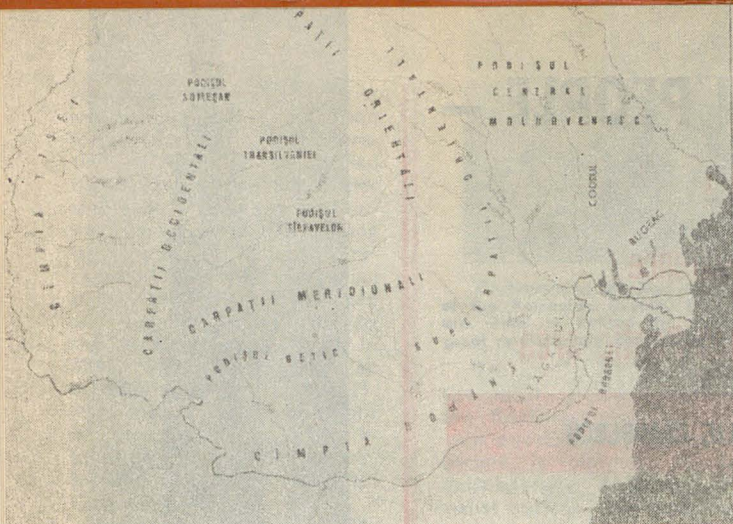 CARPAȚII ORIENTALI
PODIȘUL
CENTRAL
MOLDOVENESC
PODIȘUL
SOMEȘAN
PODIȘUL
TRANSILVANIEI
PODIȘUL
TÎRNAVELOR
CÎMPIA TISEI
CARPAȚII OCCIDENTALI
CODRUL
BUGEAC
CARPAȚII MERIDIONALI
SUBCARPAȚII
PODIȘUL GETIC
CÎMPIA ROMÂNĂ
PODIȘUL DOBROGEI